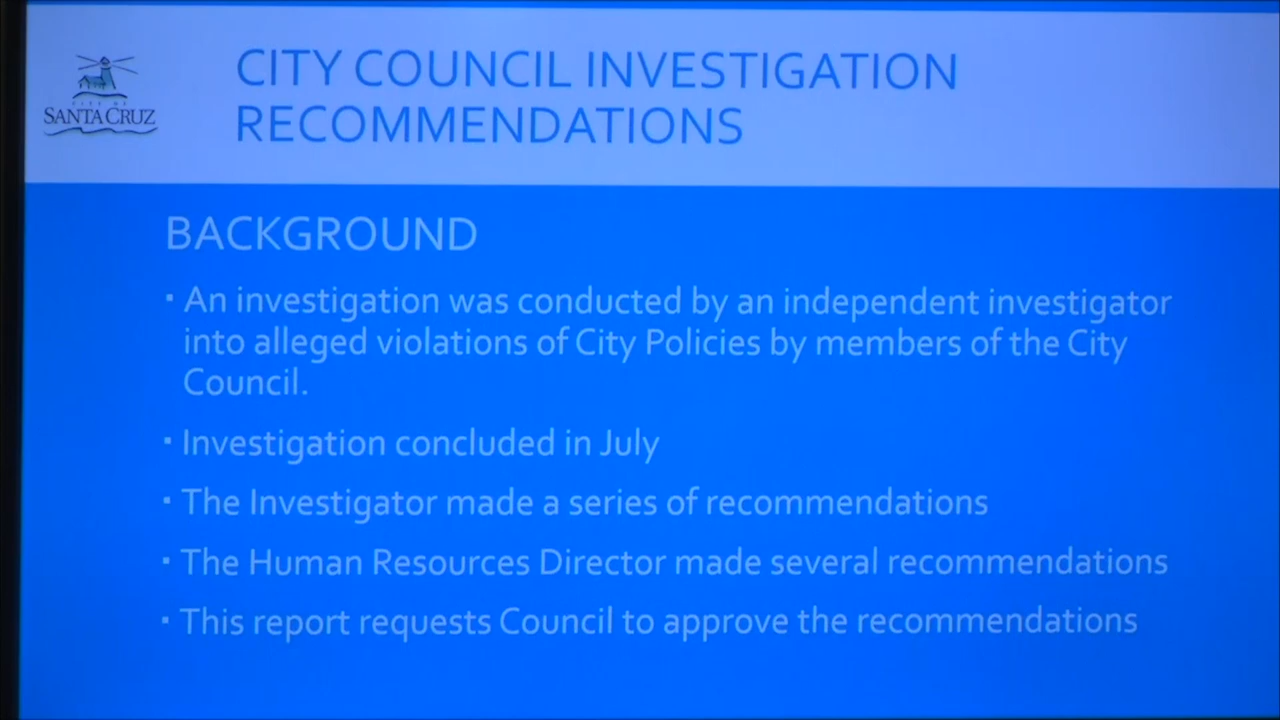 CITY OF
SANTA CRUZ
CITY COUNCIL INVESTIGATION
RECOMMENDATIONS
BACKGROUND
▪ An investigation was conducted by an independent investigator
into alleged violations of City Policies by members of the City
Council.
▪ Investigation concluded in July
▪ The Investigator made a series of recommendations
▪ The Human Resources Director made several recommendations
▪ This report requests Council to approve the recommendations